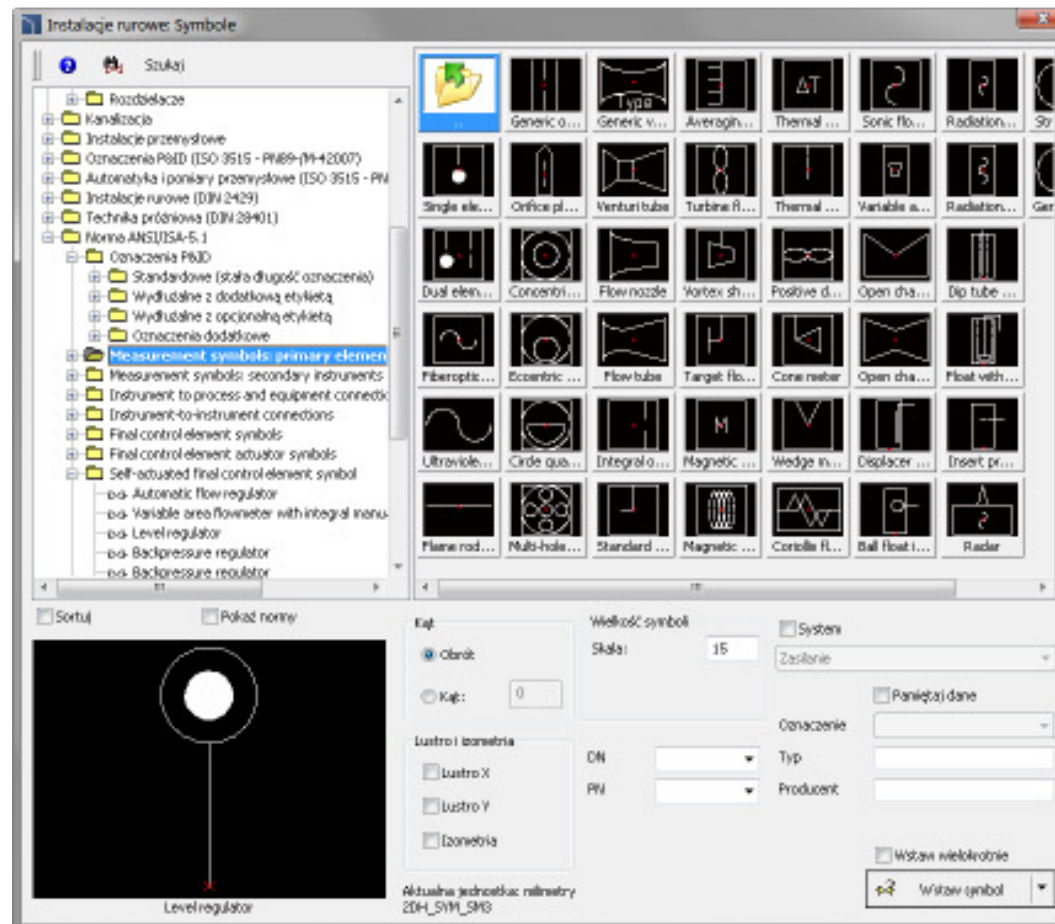 Instalacje rurowe: Symbole
Szukaj
Rozdzielacze
Kanalizacja
Instalacje przemysłowe
Oznaczenia P&ID (ISO 3515 - PN89-/M-42007)
Automatyka i pomiary przemysłowe (ISO 3515 - PN
Instalacje rurowe (DIN 2429)
Technika próżniowa (DIN 28401)
Norma ANSI/ISA-5.1
Oznaczenia P&ID
Standardowe (stała długość oznaczenia)
Wydłużalne z dodatkową etykietą
Wydłużalne z opcjonalną etykietą
Oznaczenia dodatkowe
Measurement symbols: primary elemen
Measurement symbols: secondary instruments
Instrument to process and equipment connectic
Instrument-to-instrument connections
Final control element symbols
Final control element actuator symbols
Self-actuated final control element symbol
Automatic flow regulator
Variable area flowmeter with integral manu
Level regulator
Backpressure regulator
Backpressure regulator
..
Generic o...
Type
Generic v...
Averagin...
ΔT
Thermal ...
Sonic flo...
Radiation...
Single ele...
Orifice pl...
Venturi tube
Turbine fl...
Thermal ...
Variable a...
Radiation...
Ger
Dual elem...
Concentri...
Flow nozzle
Vortex sh...
Positive d...
Open cha...
Dip tube ...
Fiberoptic...
Eccentric ...
Flow tube
Target flo...
Cone meter
Open cha...
Float with...
Ultraviole...
Circle qua...
Integral o...
M
Magnetic ...
Wedge m...
Displacer ...
Insert pr...
Flame rod...
Multi-hole...
Standard ...
Magnetic ...
Coriolis fl...
Ball float i...
Radar
Sortuj
Pokaż normy
Level regulator
Kąt
Obrót
Kąt:
0
Lustro i izometria
Lustro X
Lustro Y
Izometria
Aktualna jednostka: milimetry
2DH_SYM_SM3
Wielkość symboli
Skala:
15
DN
PN
System
Zasilanie
Pamiętaj dane
Oznaczenie
Typ
Producent
Wstaw wielokrotnie
Wstaw symbol